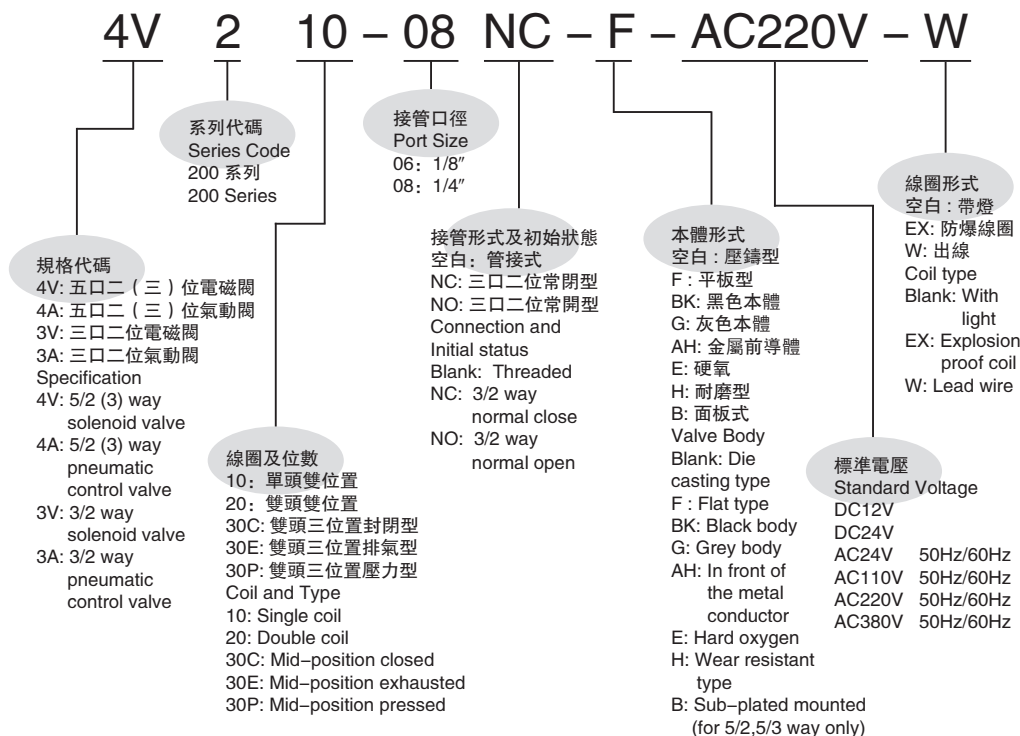 4V 2 10 – 08 NC – F – AC220V – W
系列代碼
Series Code
200 系列
200 Series
接管口徑
Port Size
06: 1/8″
08: 1/4″
規格代碼
4V: 五口二（三）位電磁閥
4A: 五口二（三）位氣動閥
3V: 三口二位電磁閥
3A: 三口二位氣動閥
Specification
4V: 5/2 (3) way
solenoid valve
4A: 5/2 (3) way
pneumatic
control valve
3V: 3/2 way
solenoid valve
3A: 3/2 way
pneumatic
control valve
線圈及位數
10: 單頭雙位置
20: 雙頭雙位置
30C: 雙頭三位置封閉型
30E: 雙頭三位置排氣型
30P: 雙頭三位置壓力型
Coil and Type
10: Single coil
20: Double coil
30C: Mid–position closed
30E: Mid–position exhausted
30P: Mid–position pressed
接管形式及初始狀態
空白: 管接式
NC: 三口二位常閉型
NO: 三口二位常開型
Connection and
Initial status
Blank: Threaded
NC: 3/2 way
normal close
NO: 3/2 way
normal open
本體形式
空白 : 壓鑄型
F : 平板型
BK: 黑色本體
G: 灰色本體
AH: 金屬前導體
E: 硬氧
H: 耐磨型
B: 面板式
Valve Body
Blank: Die
casting type
F : Flat type
BK: Black body
G: Grey body
AH: In front of
the metal
conductor
E: Hard oxygen
H: Wear resistant
type
B: Sub–plated mounted
(for 5/2,5/3 way only)
標準電壓
Standard Voltage
DC12V
DC24V
AC24V 50Hz/60Hz
AC110V 50Hz/60Hz
AC220V 50Hz/60Hz
AC380V 50Hz/60Hz
線圈形式
空白 : 帶燈
EX: 防爆線圈
W: 出線
Coil type
Blank: With
light
EX: Explosion
proof coil
W: Lead wire